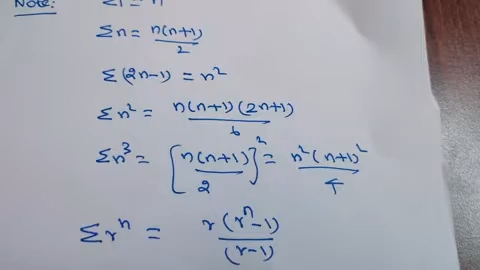 Note: Σ1 = n
Σn = n(n+1)/2
Σ(2n-1) = n²
Σn² = n(n+1)(2n+1)/6
Σn³ = [n(n+1)/2]² = n²(n+1)²/4
Σrⁿ = r(rⁿ-1)/(r-1)